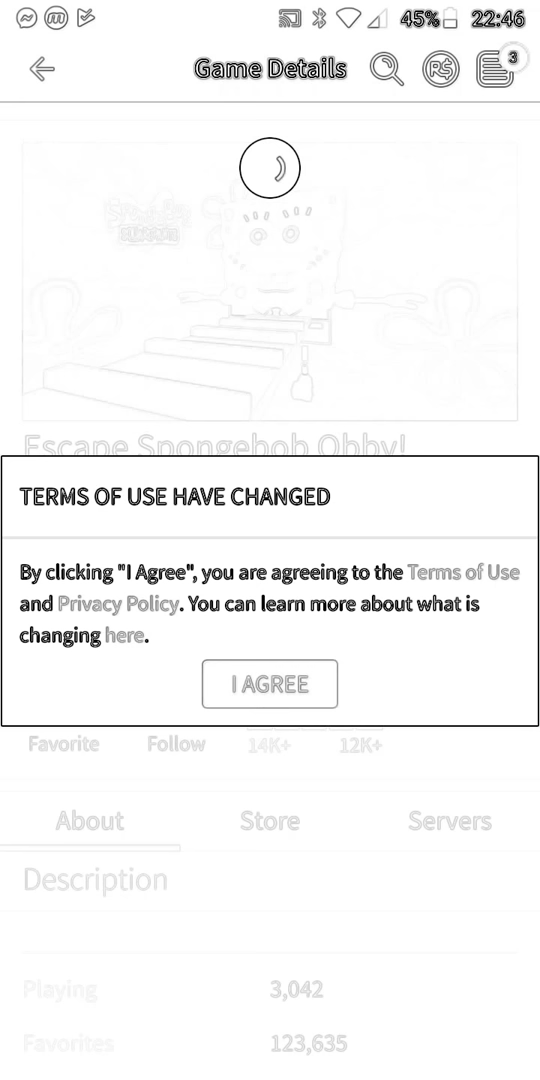 45% 22:46
Game Details
R$
3
Escape Spongebob Obby!
TERMS OF USE HAVE CHANGED
By clicking "I Agree", you are agreeing to the Terms of Use
and Privacy Policy. You can learn more about what is
changing here.
I AGREE
Favorite Follow 14K+ 12K+
About Store Servers
Description
Playing 3,042
Favorites 123,635